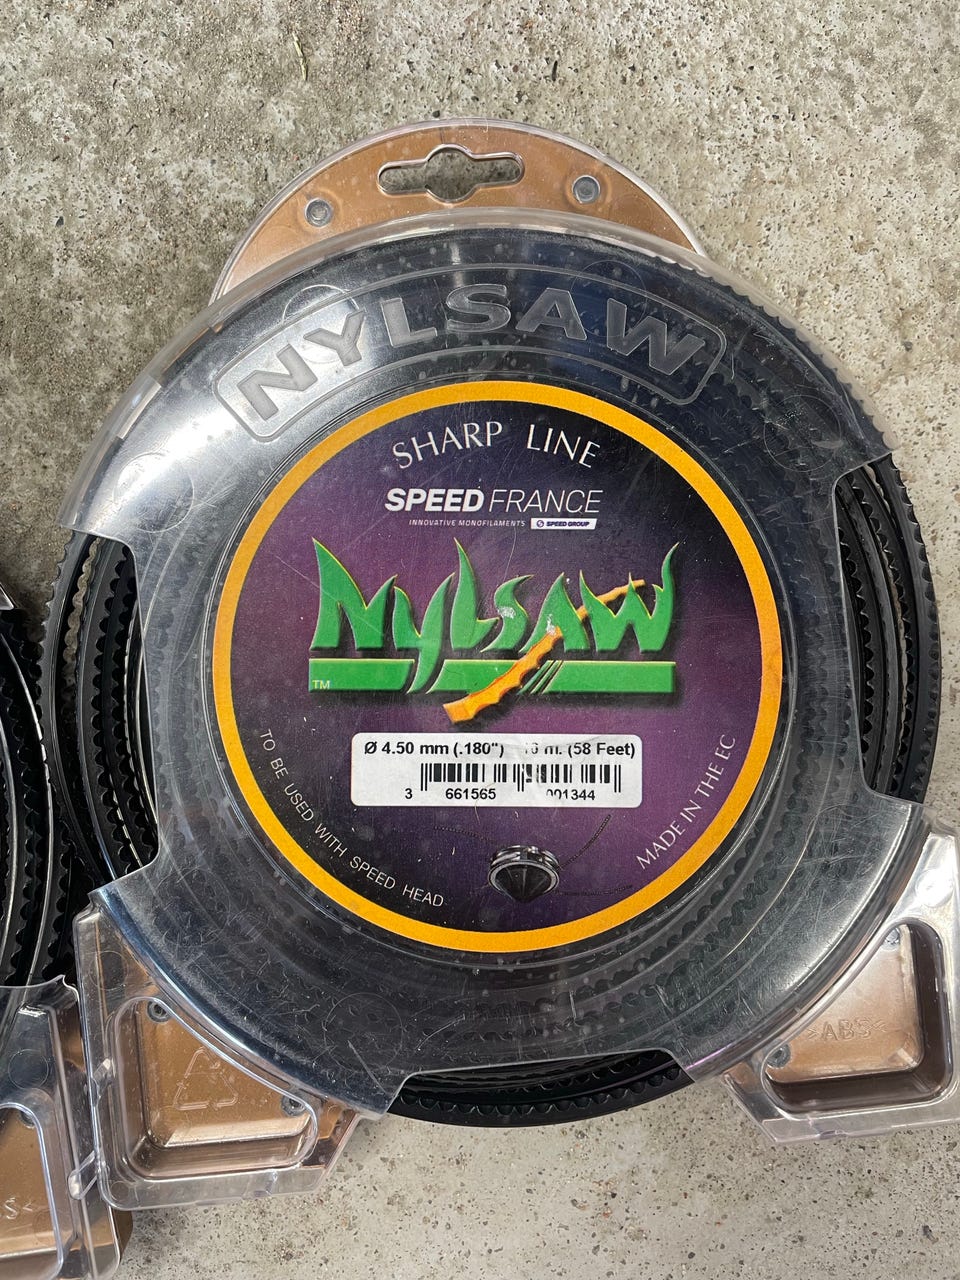 NYLSAW
SHARP LINE
SPEED FRANCE
INNOVATIVE MONOFILAMENTS SPEED GROUP
NYLSAW
TM
Ø 4.50 mm (.180") m. (58 Feet)
3 661565 001344
TO BE USED WITH SPEED HEAD
MADE IN THE EC
>ABS<